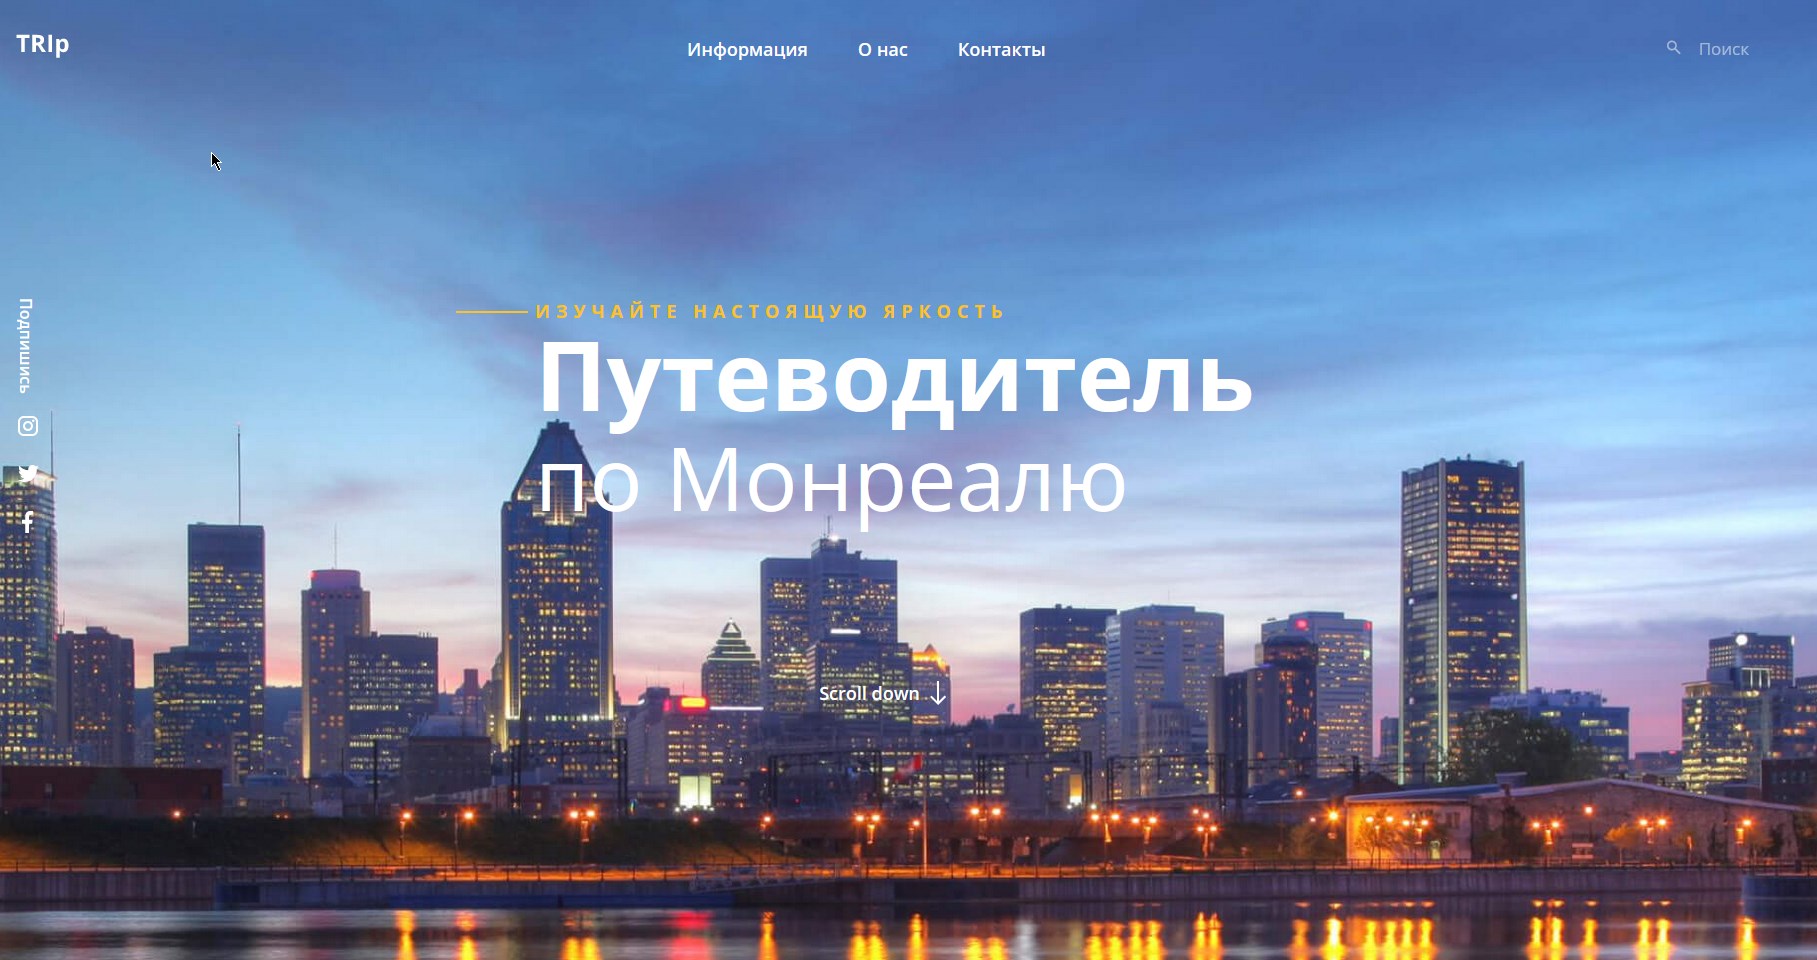 TRIp
Информация
О нас
Контакты
Поиск
Подпишись
ИЗУЧАЙТЕ НАСТОЯЩУЮ ЯРКОСТЬ
Путеводитель
по Монреалю
Scroll down